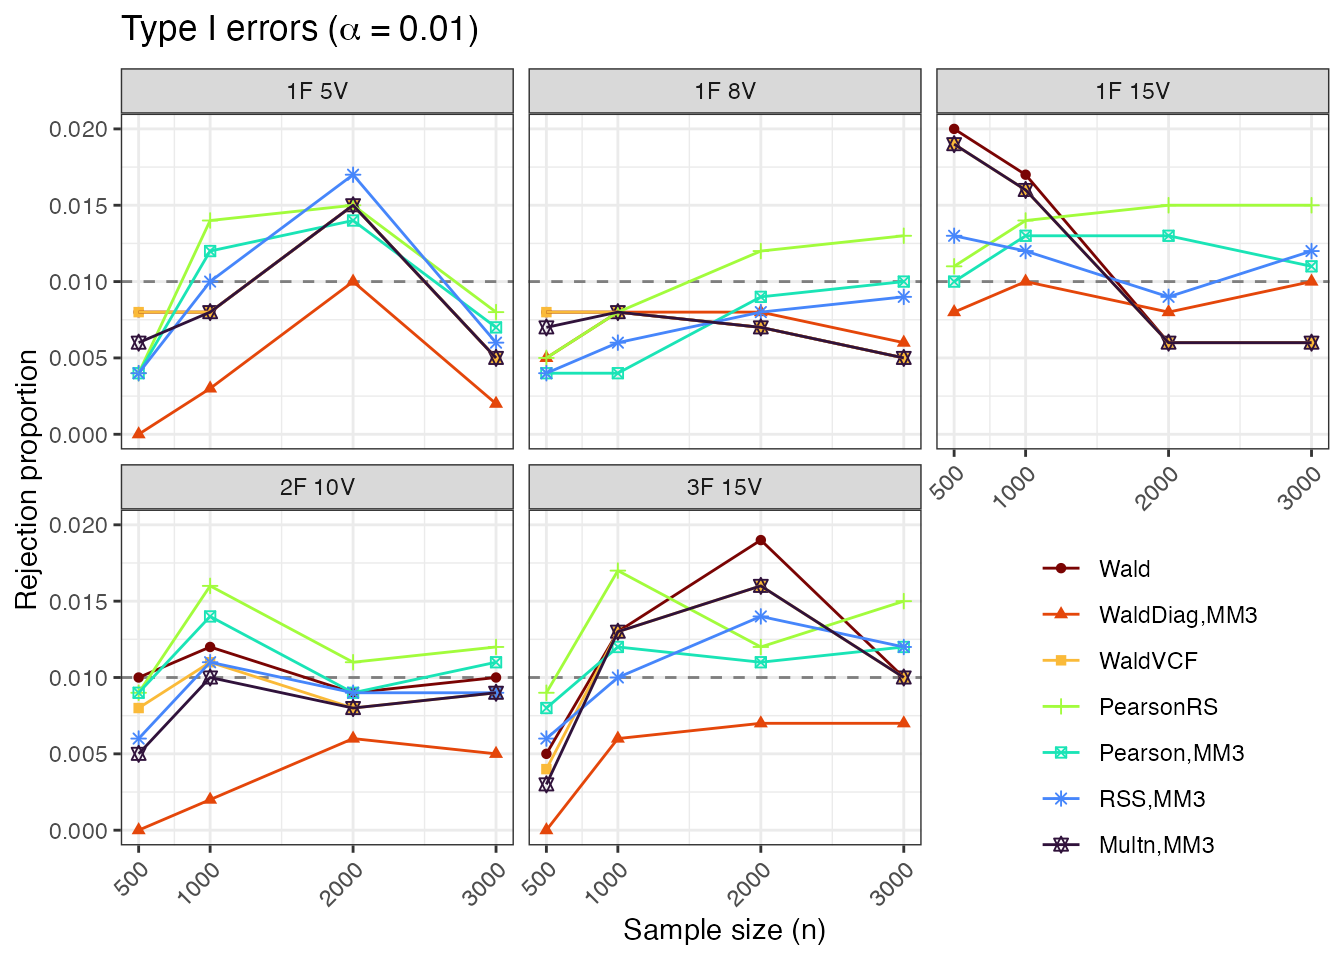 Type I errors (α = 0.01)
1F 5V
1F 8V
1F 15V
0.020
0.015
0.010
0.005
0.000
500
1000
2000
3000
2F 10V
3F 15V
0.020
0.015
0.010
0.005
0.000
500
1000
2000
3000
500
1000
2000
3000
Rejection proportion
Sample size (n)
Wald
WaldDiag,MM3
WaldVCF
PearsonRS
Pearson,MM3
RSS,MM3
Multn,MM3